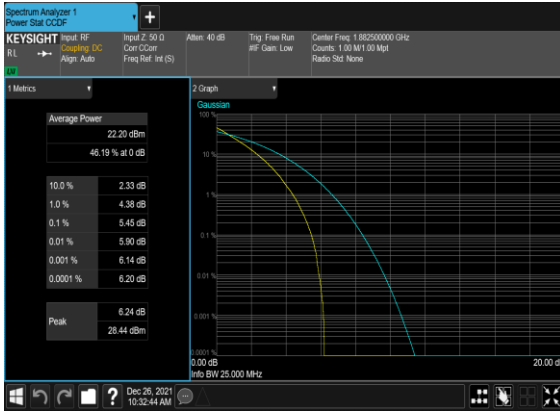 Spectrum Analyzer 1
Power Stat CCDF
KEYSIGHT
RL
Input: RF
Coupling: DC
Align: Auto
Input Z: 50 Ω
Corr CCorr
Freq Ref: Int (S)
Atten: 40 dB
Trig: Free Run
#IF Gain: Low
Center Freq: 1.882500000 GHz
Counts: 1.00 M/1.00 Mpt
Radio Std: None
1 Metrics
Average Power
22.20 dBm
46.19 % at 0 dB
10.0 % 2.33 dB
1.0 % 4.38 dB
0.1 % 5.45 dB
0.01 % 5.90 dB
0.001 % 6.14 dB
0.0001 % 6.20 dB
Peak
6.24 dB
28.44 dBm
2 Graph
Gaussian
100 %
10 %
1 %
0.1 %
0.01 %
0.001 %
0.0001 %
0.00 dB
20.00 d
Info BW 25.000 MHz
Dec 26, 2021
10:32:44 AM